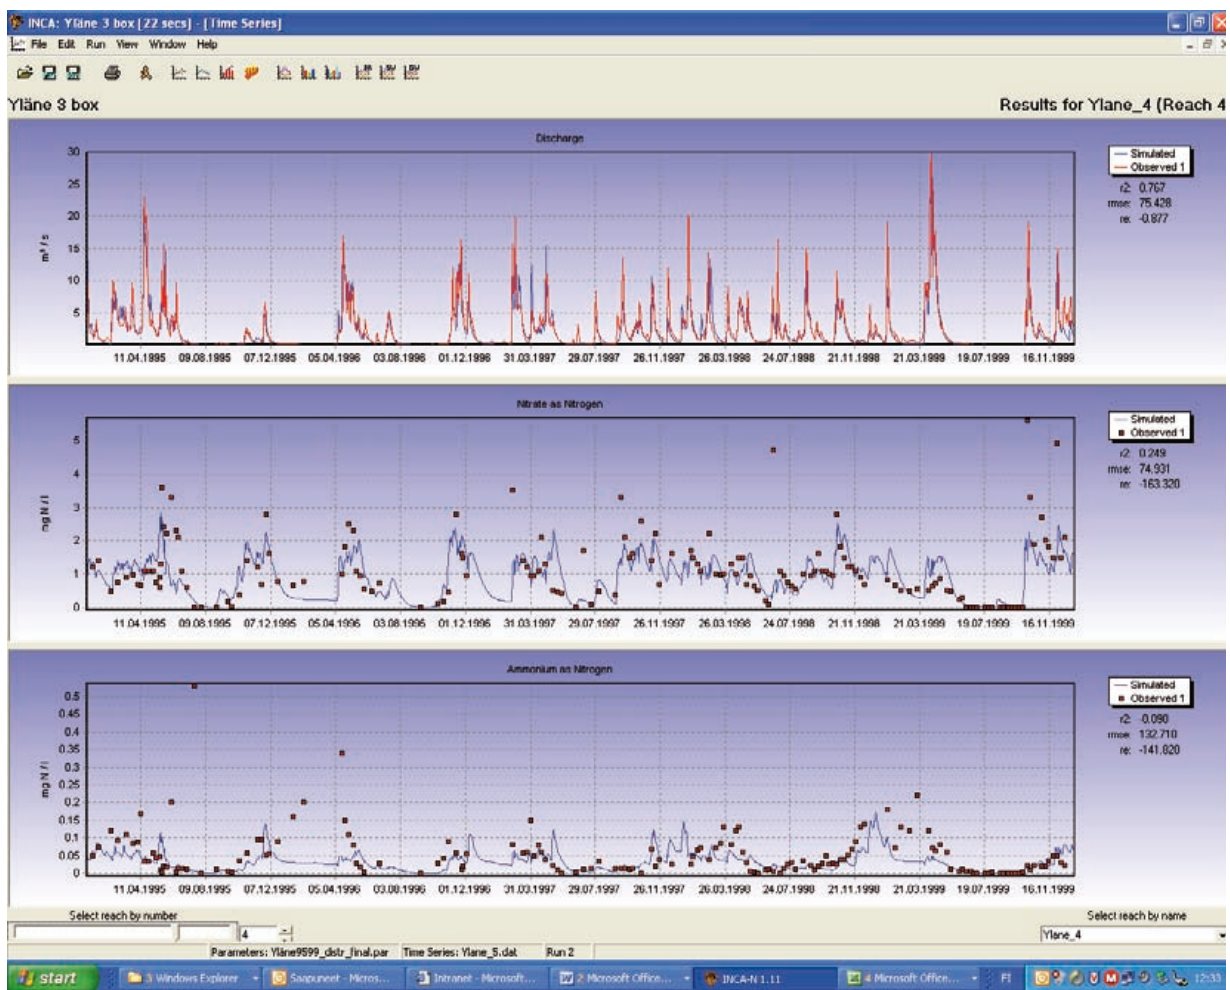 INCA: Yläne 3 box [22 secs] - [Time Series]
File Edit Run View Window Help
Yläne 3 box
Results for Ylane_4 (Reach 4
Discharge
30
25
20
15
10
5
m³ / s
11.04.1995 09.08.1995 07.12.1995 05.04.1996 03.08.1996 01.12.1996 31.03.1997 29.07.1997 26.11.1997 26.03.1998 24.07.1998 21.11.1998 21.03.1999 19.07.1999 16.11.1999
Simulated
Observed 1
r2: 0.767
rmse: 75.428
re: -0.877
Nitrate as Nitrogen
5
4
3
2
1
0
mg N / l
11.04.1995 09.08.1995 07.12.1995 05.04.1996 03.08.1996 01.12.1996 31.03.1997 29.07.1997 26.11.1997 26.03.1998 24.07.1998 21.11.1998 21.03.1999 19.07.1999 16.11.1999
Simulated
Observed 1
r2: 0.249
rmse: 74.931
re: -163.320
Ammonium as Nitrogen
0.5
0.45
0.4
0.35
0.3
0.25
0.2
0.15
0.1
0.05
0
mg N / l
11.04.1995 09.08.1995 07.12.1995 05.04.1996 03.08.1996 01.12.1996 31.03.1997 29.07.1997 26.11.1997 26.03.1998 24.07.1998 21.11.1998 21.03.1999 19.07.1999 16.11.1999
Simulated
Observed 1
r2: -0.090
rmse: 132.710
re: -141.820
Select reach by number
4
Select reach by name
Ylane_4
Parameters: Yläne9599_distr_final.par Time Series: Ylane_5.dat Run 2
start 3 Windows Explorer Saapuneet - Micros... Intranet - Microsoft... 2 Microsoft Office... INCA-N 1.11 4 Microsoft Office... FI 12:33